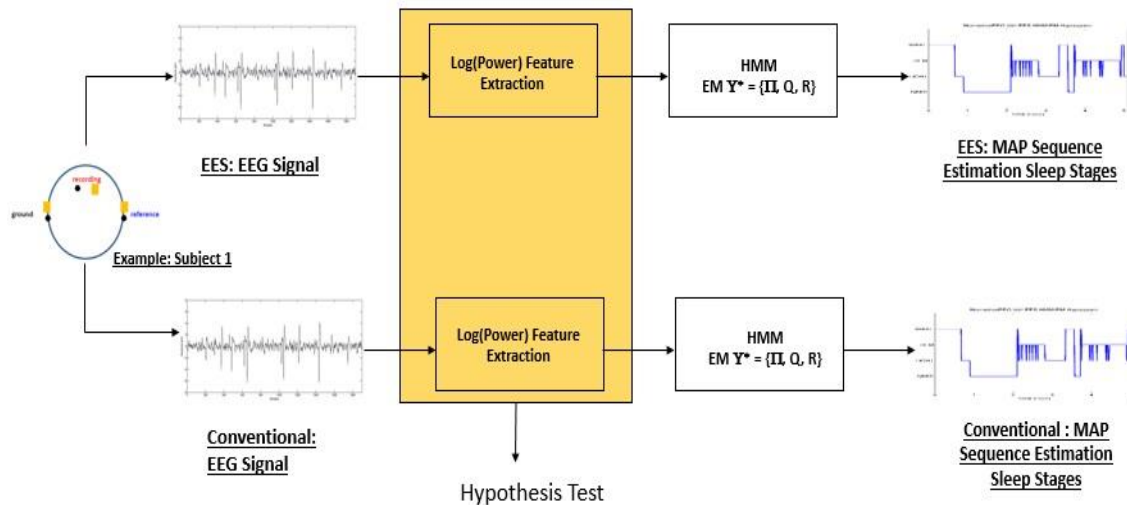 Log(Power) Feature
Extraction
HMM
EM ϒ* = {Π, Q, R}
EES: EEG Signal
EES: MAP Sequence
Estimation Sleep Stages
recording
ground
reference
Example: Subject 1
Log(Power) Feature
Extraction
HMM
EM ϒ* = {Π, Q, R}
Conventional:
EEG Signal
Conventional : MAP
Sequence Estimation
Sleep Stages
Hypothesis Test